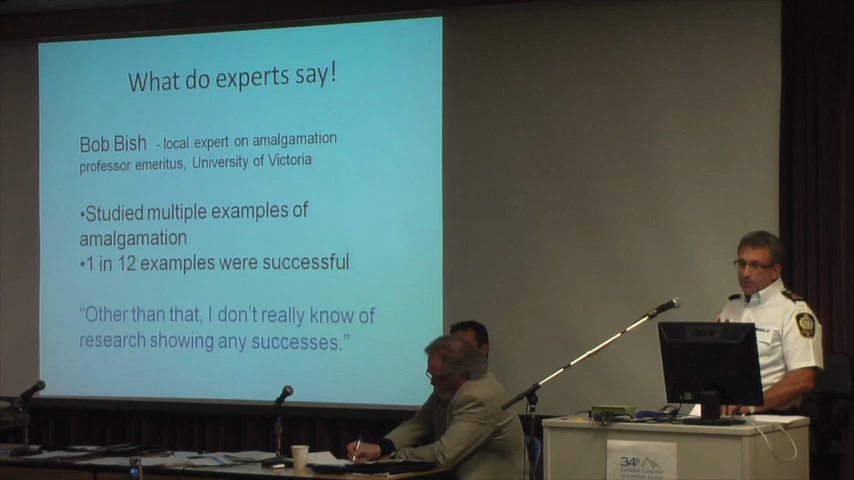 What do experts say!
Bob Bish - local expert on amalgamation
professor emeritus, University of Victoria
•Studied multiple examples of
amalgamation
•1 in 12 examples were successful
“Other than that, I don’t really know of
research showing any successes.”
34